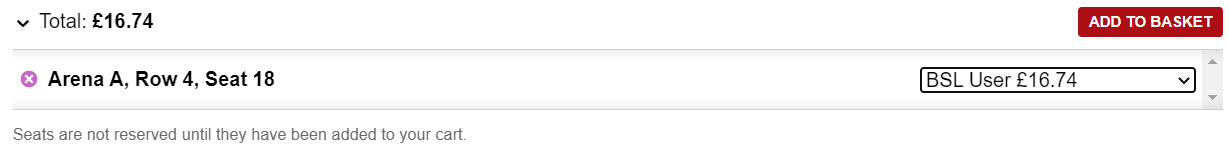 Total: £16.74
ADD TO BASKET
Arena A, Row 4, Seat 18
BSL User £16.74
Seats are not reserved until they have been added to your cart.